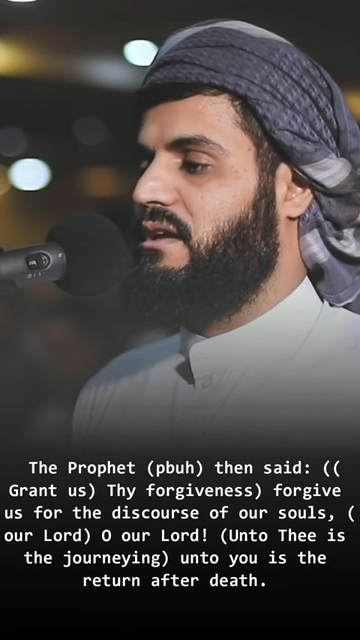 The Prophet (pbuh) then said: ((
Grant us) Thy forgiveness) forgive
us for the discourse of our souls, (
our Lord) O our Lord! (Unto Thee is
the journeying) unto you is the
return after death.